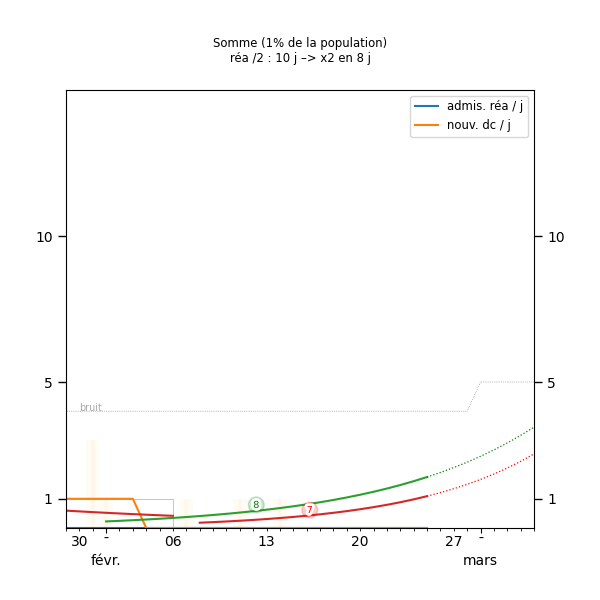 Somme (1% de la population)
réa /2 : 10 j –> x2 en 8 j
admis. réa / j
nouv. dc / j
10 10
5 5
bruit
8
7
1 1
30 - 06 13 20 27 -
févr. mars